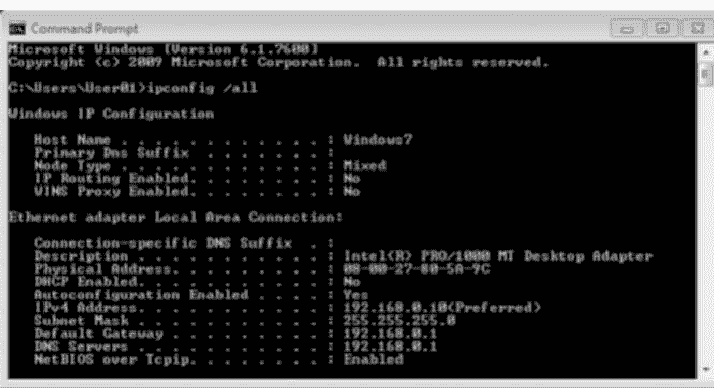 Command Prompt
Microsoft Windows [Version 6.1.7600]
Copyright (c) 2009 Microsoft Corporation.  All rights reserved.
C:\Users\User01>ipconfig /all
Windows IP Configuration
Host Name . . . . . . . . . . . . : Windows7
Primary Dns Suffix  . . . . . . . :
Node Type . . . . . . . . . . . . : Mixed
IP Routing Enabled. . . . . . . . : No
WINS Proxy Enabled. . . . . . . . : No
Ethernet adapter Local Area Connection:
Connection-specific DNS Suffix  . :
Description . . . . . . . . . . . : Intel(R) PRO/1000 MT Desktop Adapter
Physical Address. . . . . . . . . : 08-00-27-80-5A-9C
DHCP Enabled. . . . . . . . . . . : No
Autoconfiguration Enabled . . . . : Yes
IPv4 Address. . . . . . . . . . . : 192.168.0.10(Preferred)
Subnet Mask . . . . . . . . . . . : 255.255.255.0
Default Gateway . . . . . . . . . : 192.168.0.1
DNS Servers . . . . . . . . . . . : 192.168.0.1
NetBIOS over Tcpip. . . . . . . . : Enabled